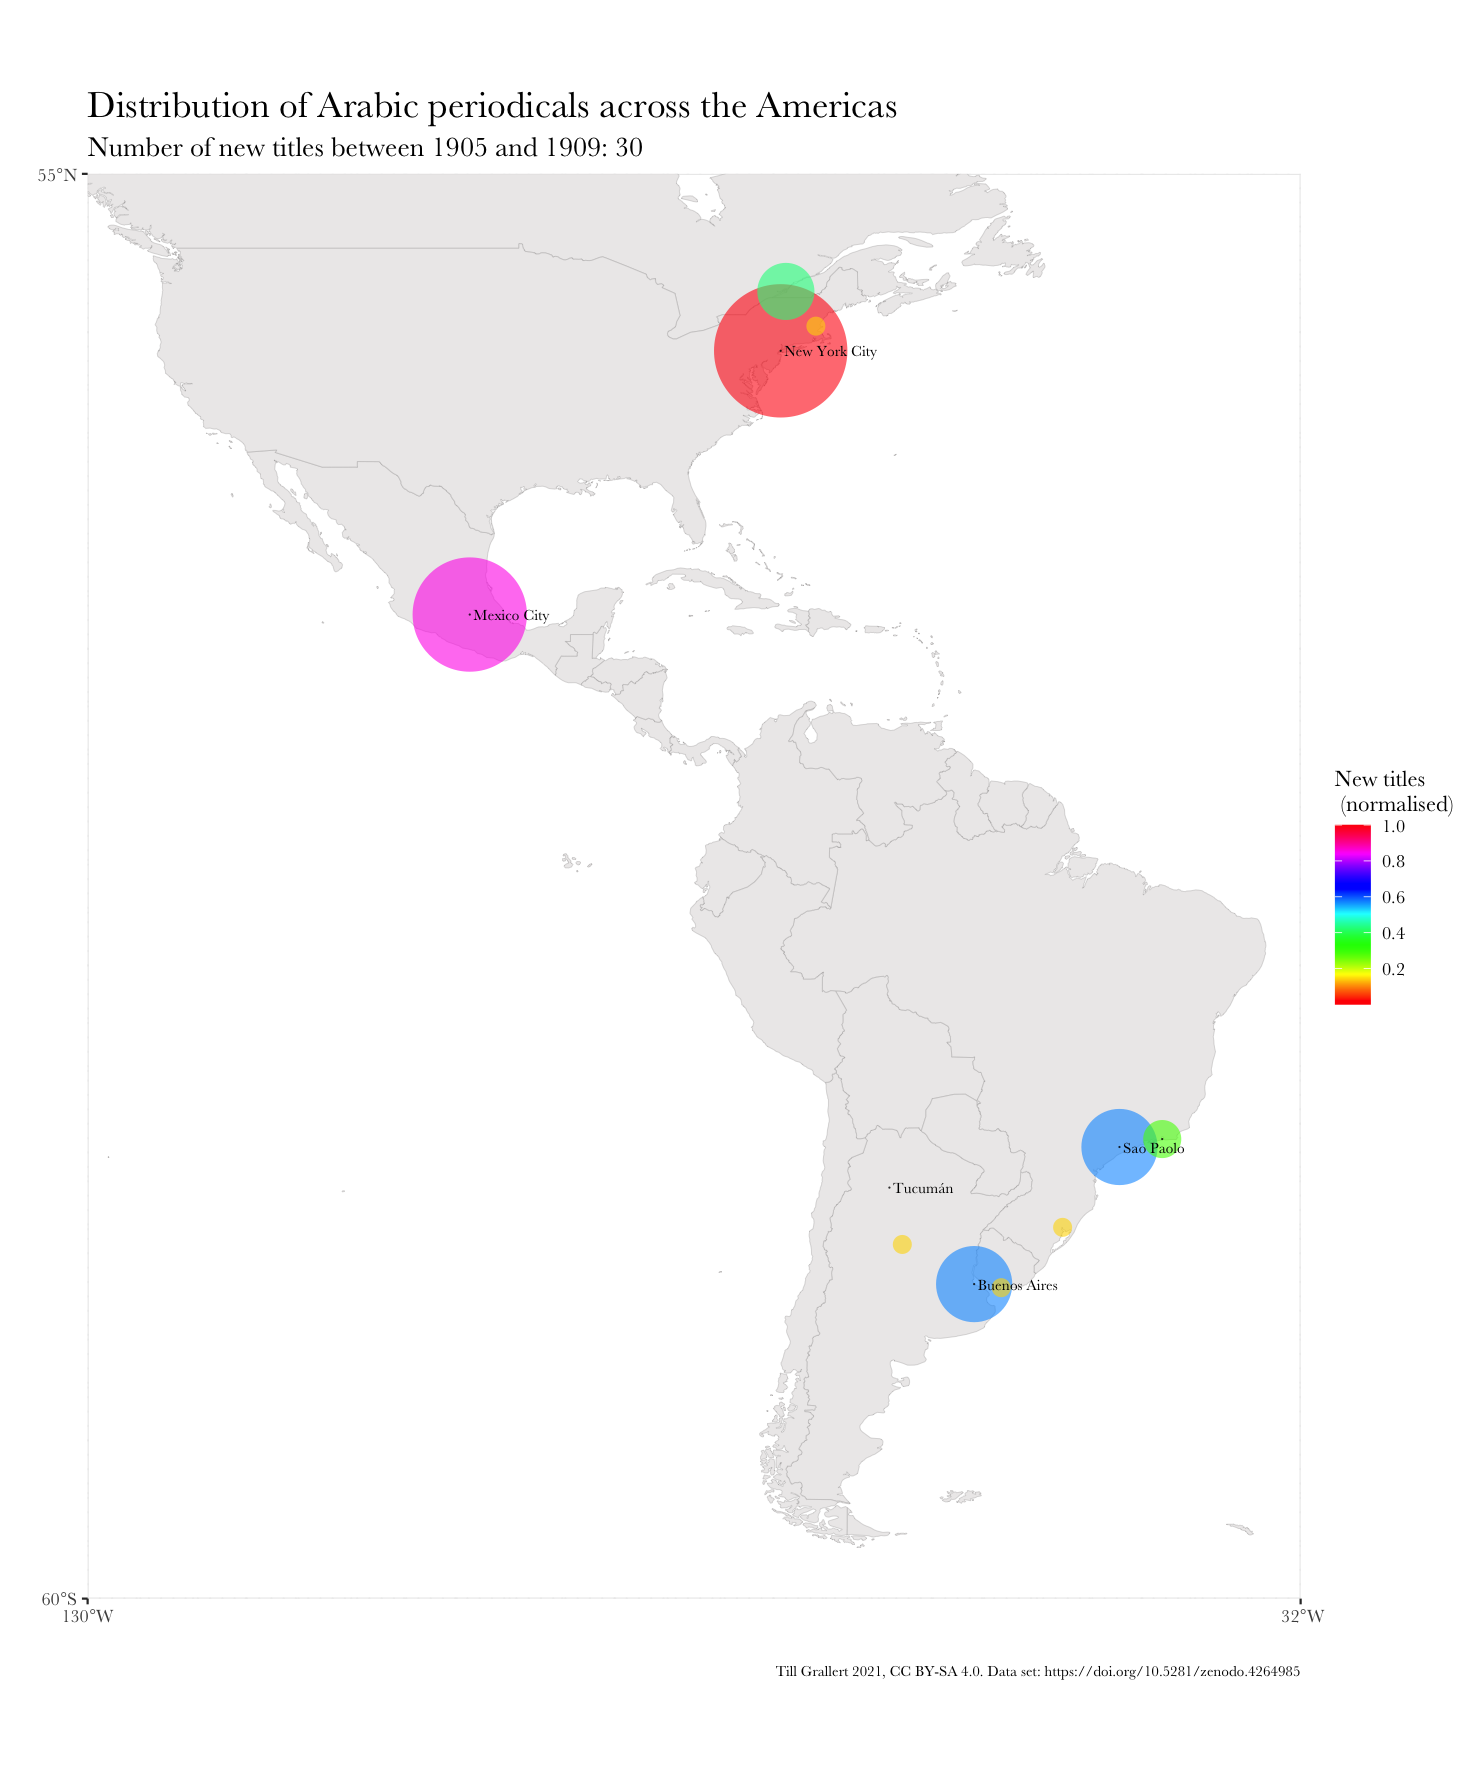 Distribution of Arabic periodicals across the Americas
Number of new titles between 1905 and 1909: 30
55°N
New York City
Mexico City
New titles
(normalised)
1.0
0.8
0.6
0.4
0.2
Sao Paolo
Tucumán
Buenos Aires
60°S
130°W
32°W
Till Grallert 2021, CC BY-SA 4.0. Data set: https://doi.org/10.5281/zenodo.4264985